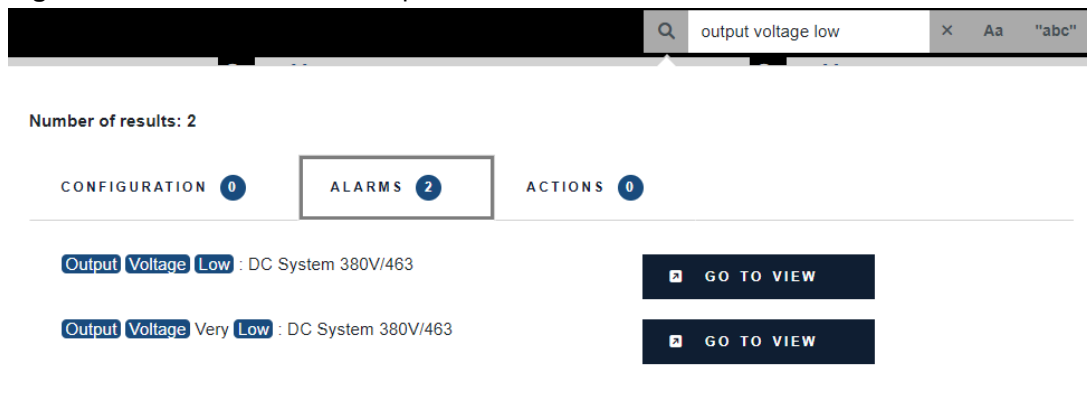 output voltage low × Aa "abc"
Number of results: 2
CONFIGURATION 0 ALARMS 2 ACTIONS 0
Output Voltage Low : DC System 380V/463 GO TO VIEW
Output Voltage Very Low : DC System 380V/463 GO TO VIEW